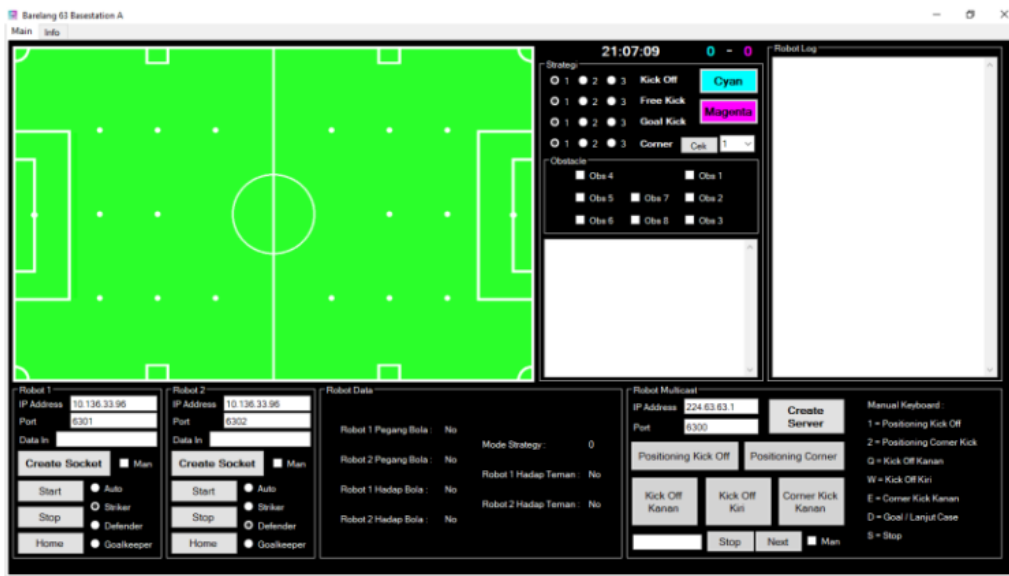 Barelang 63 Basestation A
Main Info
21:07:09 0 - 0
Strategi
1 2 3 Kick Off Cyan
1 2 3 Free Kick
Magenta
1 2 3 Goal Kick
1 2 3 Corner Cek 1
Obstacle
Obs 4 Obs 1
Obs 5 Obs 7 Obs 2
Obs 6 Obs 8 Obs 3
Robot Log
Robot 1
IP Address 10.136.33.96
Port 6301
Data In
Create Socket Man
Start Auto
Striker
Stop Defender
Home Goalkeeper
Robot 2
IP Address 10.136.33.96
Port 6302
Data In
Create Socket Man
Start Auto
Striker
Stop Defender
Home Goalkeeper
Robot Data
Robot 1 Pegang Bola : No
Robot 2 Pegang Bola : No
Robot 1 Hadap Bola : No
Robot 2 Hadap Bola : No
Mode Strategy : 0
Robot 1 Hadap Teman : No
Robot 2 Hadap Teman : No
Robot Multicast
IP Address 224.63.63.1
Port 6300
Create
Server
Positioning Kick Off Positioning Corner
Kick Off
Kanan
Kick Off
Kiri
Corner Kick
Kanan
Stop Next Man
Manual Keyboard :
1 = Positioning Kick Off
2 = Positioning Corner Kick
Q = Kick Off Kanan
W = Kick Off Kiri
E = Corner Kick Kanan
D = Goal / Lanjut Case
S = Stop